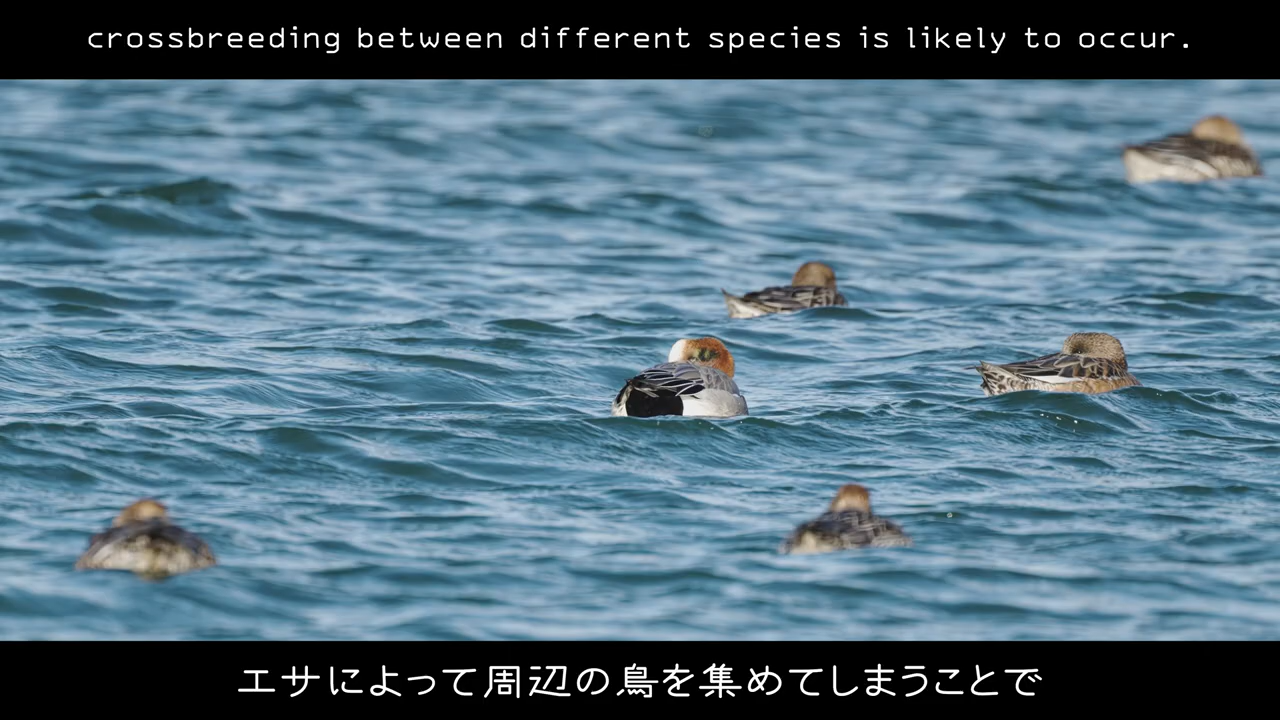 crossbreeding between different species is likely to occur.
エサによって周辺の鳥を集めてしまうことで